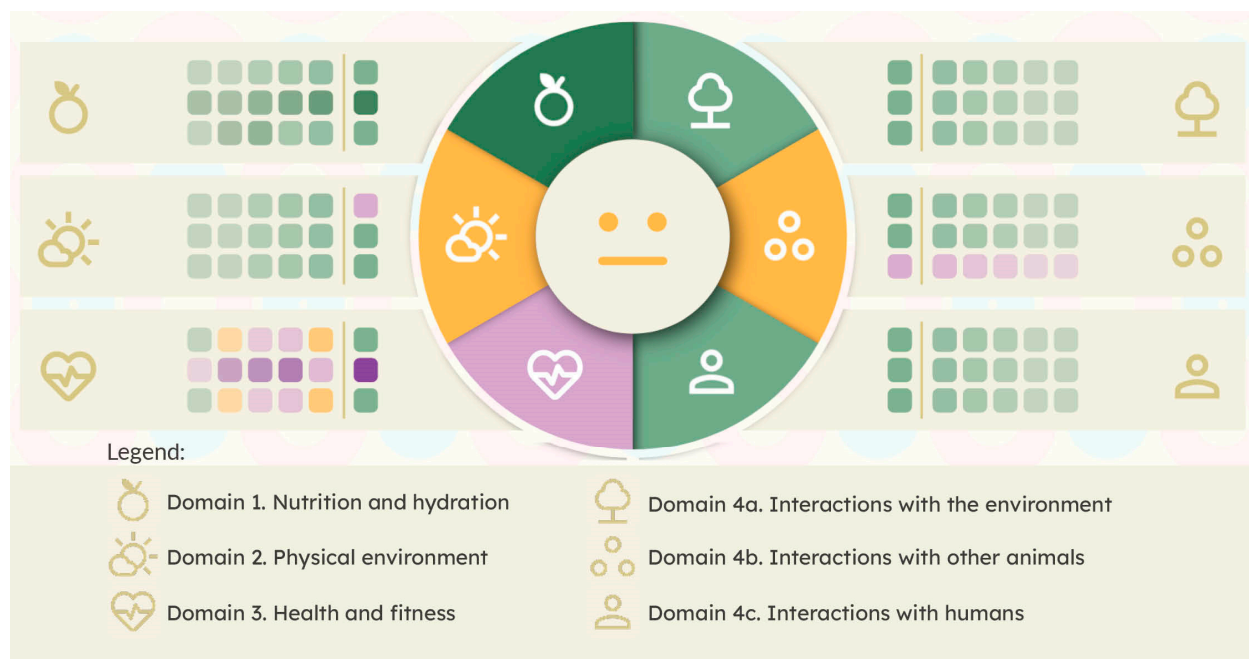 Legend:
Domain 1. Nutrition and hydration
Domain 2. Physical environment
Domain 3. Health and fitness
Domain 4a. Interactions with the environment
Domain 4b. Interactions with other animals
Domain 4c. Interactions with humans